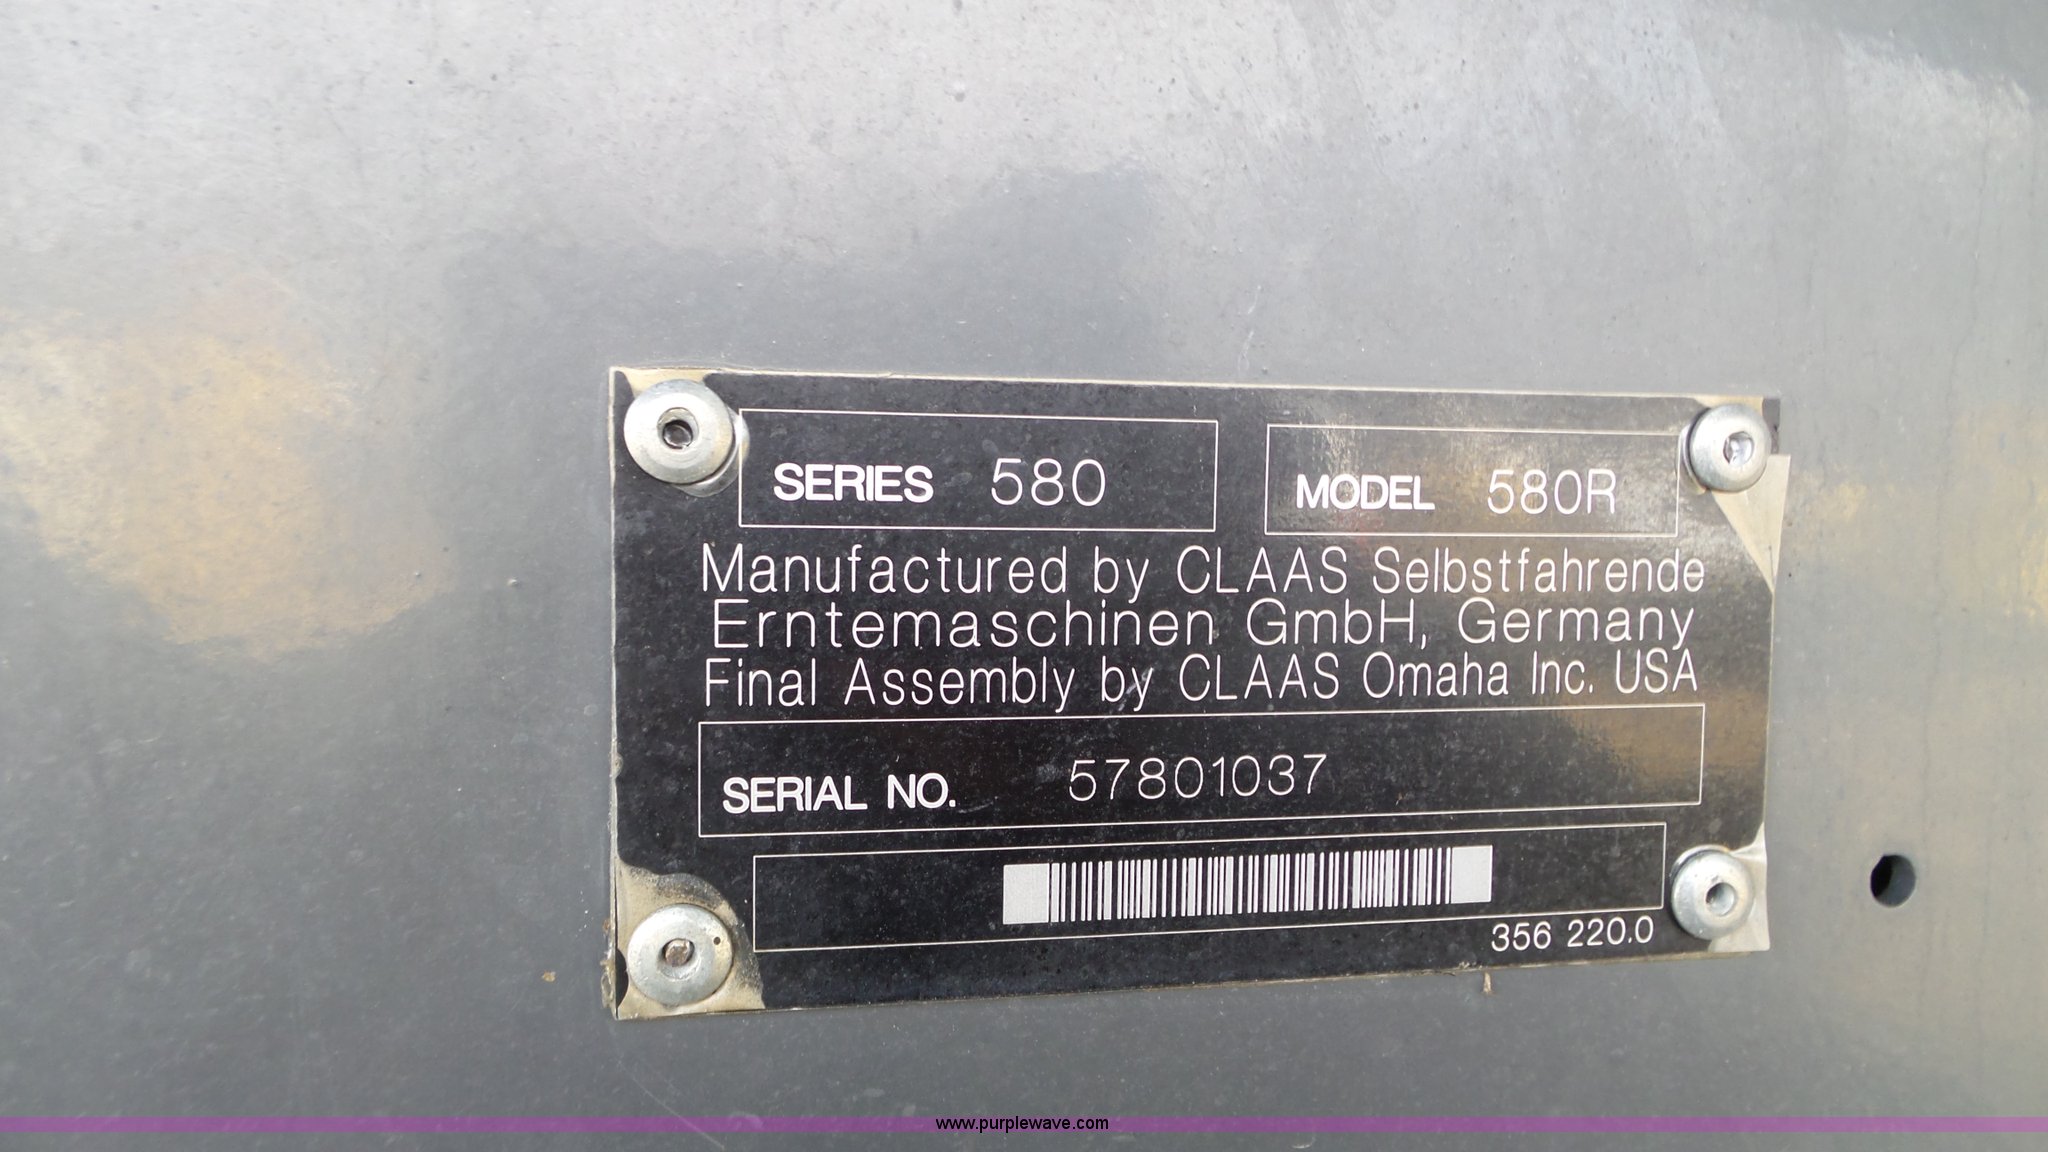 SERIES 580
MODEL 580R
Manufactured by CLAAS Selbstfahrende
Erntemaschinen GmbH, Germany
Final Assembly by CLAAS Omaha Inc. USA
SERIAL NO. 57801037
356 220.0
www.purplewave.com